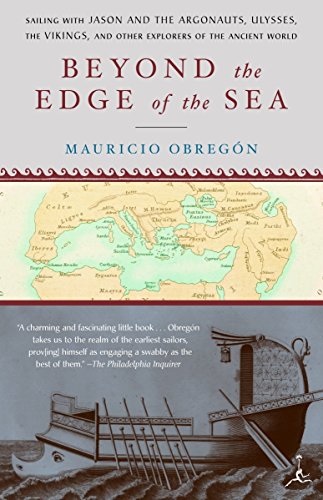 SAILING WITH JASON AND THE ARGONAUTS, ULYSSES,
THE VIKINGS, AND OTHER EXPLORERS OF THE ANCIENT WORLD
BEYOND the
EDGE of the SEA
MAURICIO OBREGÓN
"A charming and fascinating little book . . . Obregón
takes us to the realm of the earliest sailors,
prov[ing] himself as engaging a swabby as the
best of them." —The Philadelphia Inquirer